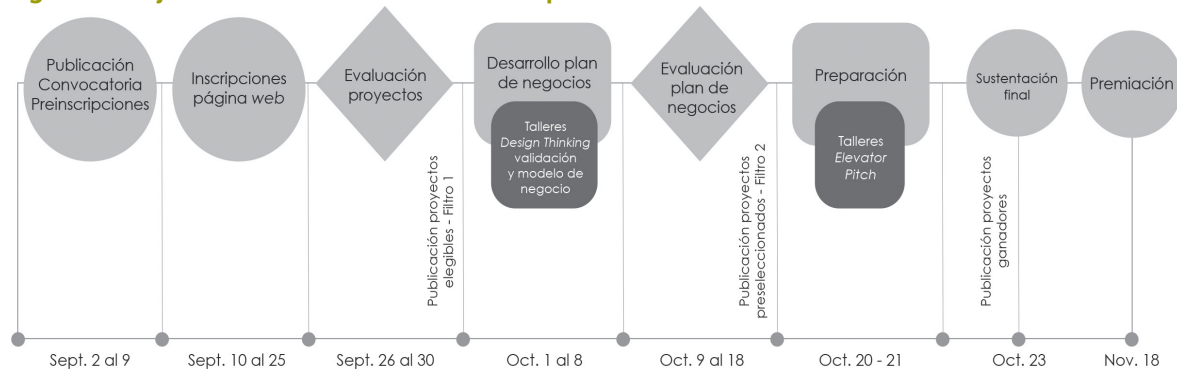 Publicación
Convocatoria
Preinscripciones
Inscripciones
página web
Evaluación
proyectos
Publicación proyectos
elegibles - Filtro 1
Desarrollo plan
de negocios
Talleres
Design Thinking
validación
y modelo de
negocio
Evaluación
plan de
negocios
Publicación proyectos
preseleccionados - Filtro 2
Preparación
Talleres
Elevator
Pitch
Publicación proyectos
ganadores
Sustentación
final
Premiación
Sept. 2 al 9
Sept. 10 al 25
Sept. 26 al 30
Oct. 1 al 8
Oct. 9 al 18
Oct. 20 - 21
Oct. 23
Nov. 18